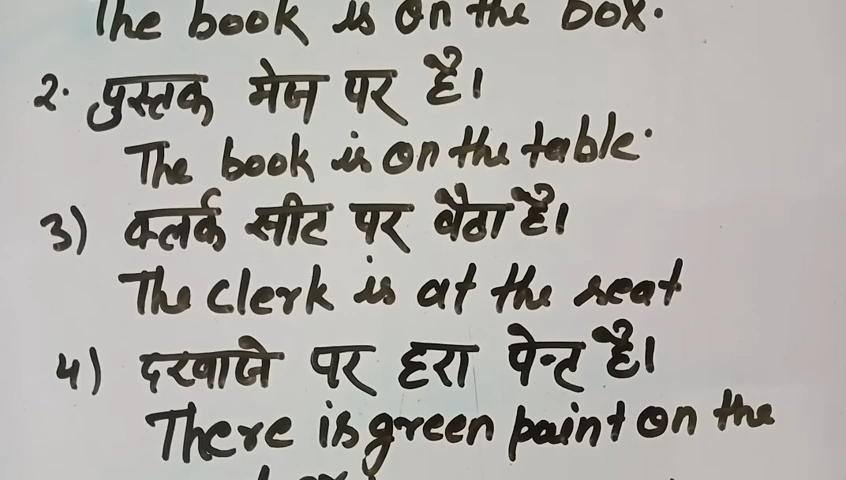 The book is on the box.
2. पुस्तक मेज पर है।
The book is on the table.
3) क्लर्क सीट पर बैठा है।
The clerk is at the seat
4) दरवाजे पर हरा पेन्ट है।
There is green paint on the